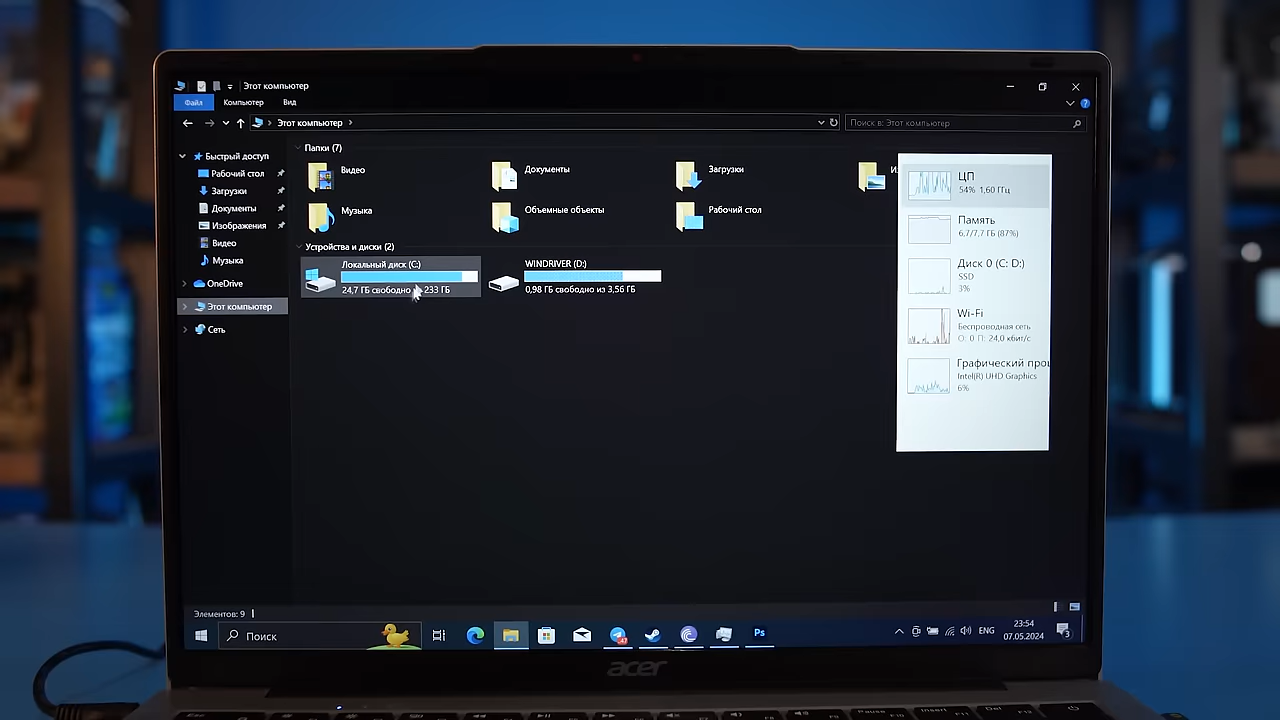 Этот компьютер
Файл
Компьютер
Вид
Этот компьютер
Поиск в: Этот компьютер
Быстрый доступ
Рабочий стол
Загрузки
Документы
Изображения
Видео
Музыка
OneDrive
Этот компьютер
Сеть
Папки (7)
Видео
Документы
Загрузки
Музыка
Объемные объекты
Рабочий стол
Устройства и диски (2)
Локальный диск (C:)
24,7 ГБ свободно 233 ГБ
WINDRIVER (D:)
0,98 ГБ свободно из 3,56 ГБ
ЦП
54% 1,60 ГГц
Память
6,7/7,7 ГБ (87%)
Диск 0 (C: D:)
SSD
3%
Wi-Fi
Беспроводная сеть
О: 0 П: 24,0 кбит/с
Графический проц
Intel(R) UHD Graphics
6%
Элементов: 9
Поиск
Ps
ENG
23:54
07.05.2024
3
acer